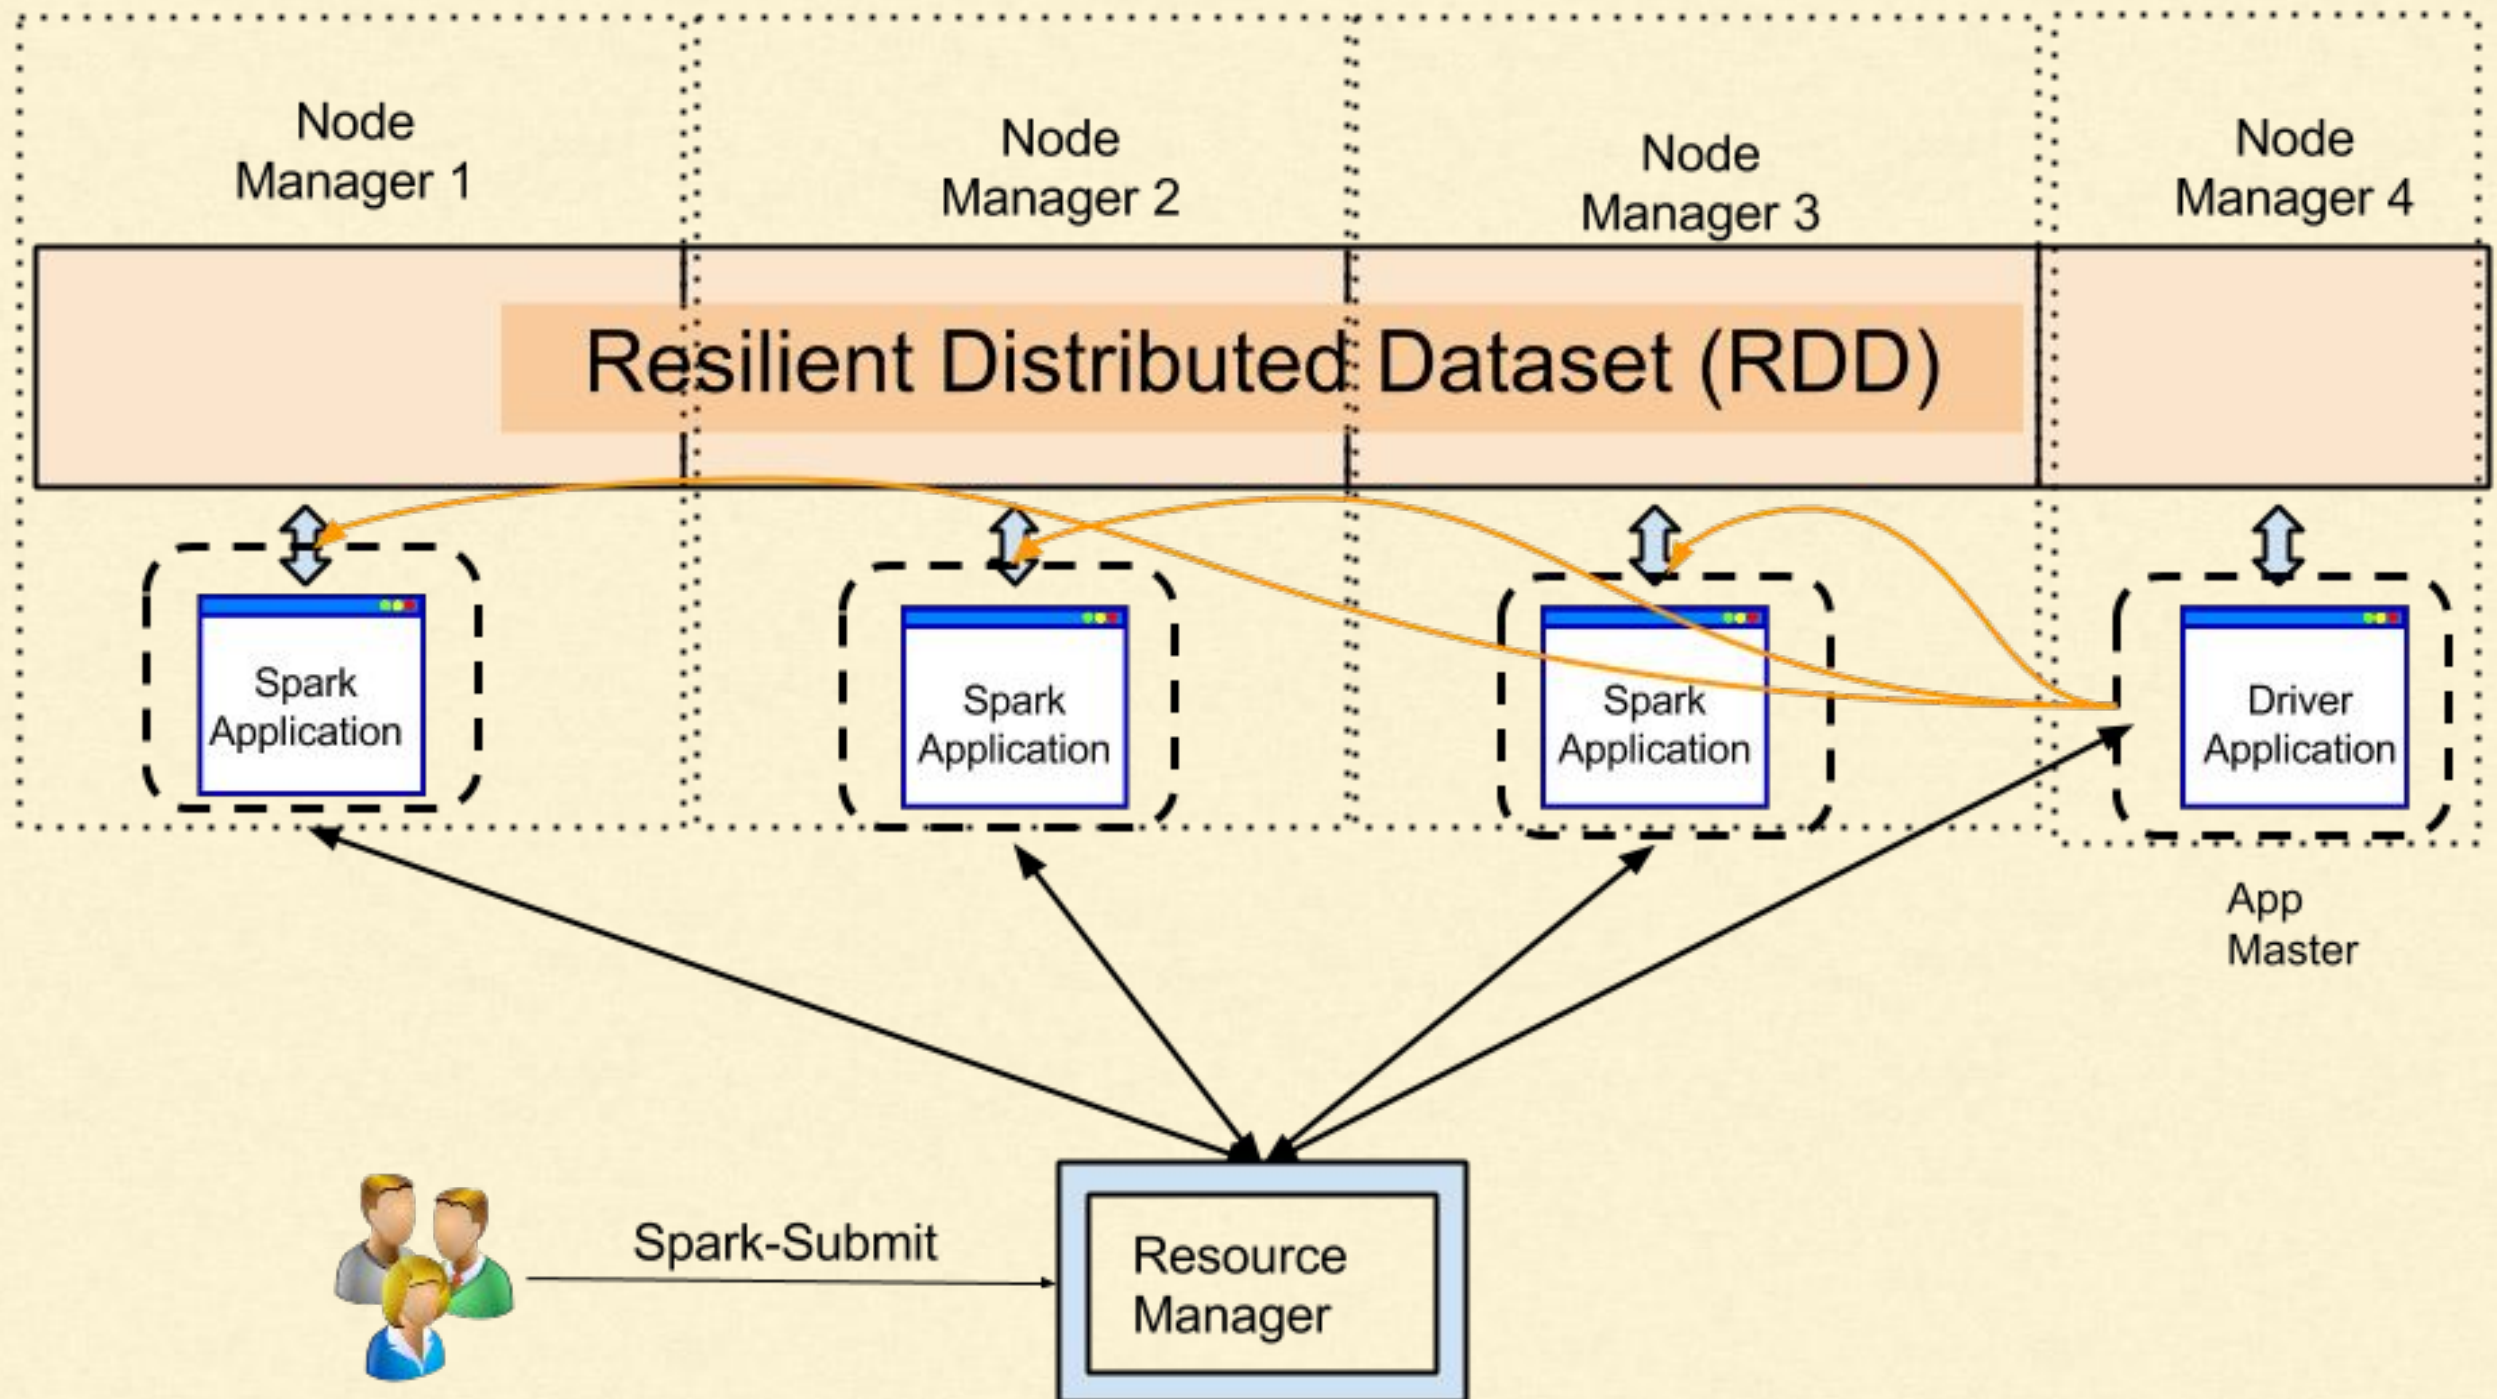 Node
Manager 1
Node
Manager 2
Node
Manager 3
Node
Manager 4
Resilient Distributed Dataset (RDD)
Spark
Application
Spark
Application
Spark
Application
Driver
Application
App
Master
Spark-Submit
Resource
Manager